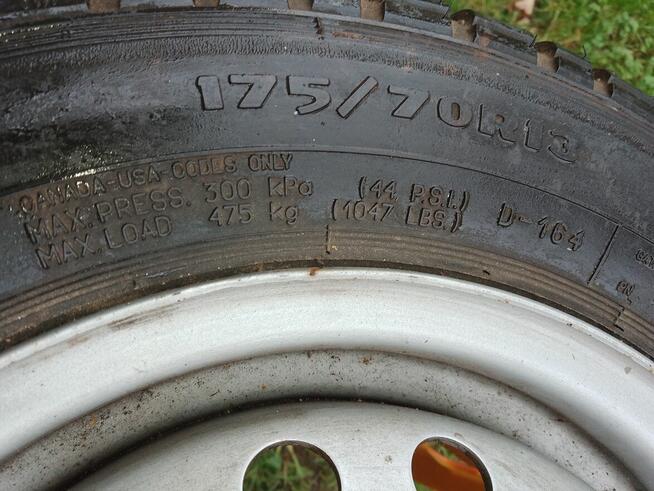 175/70R13
CANADA-USA-CODES ONLY
MAX. PRESS. 300 kPa (44 P.S.I.)
MAX. LOAD 475 kg (1047 LBS.) D-164